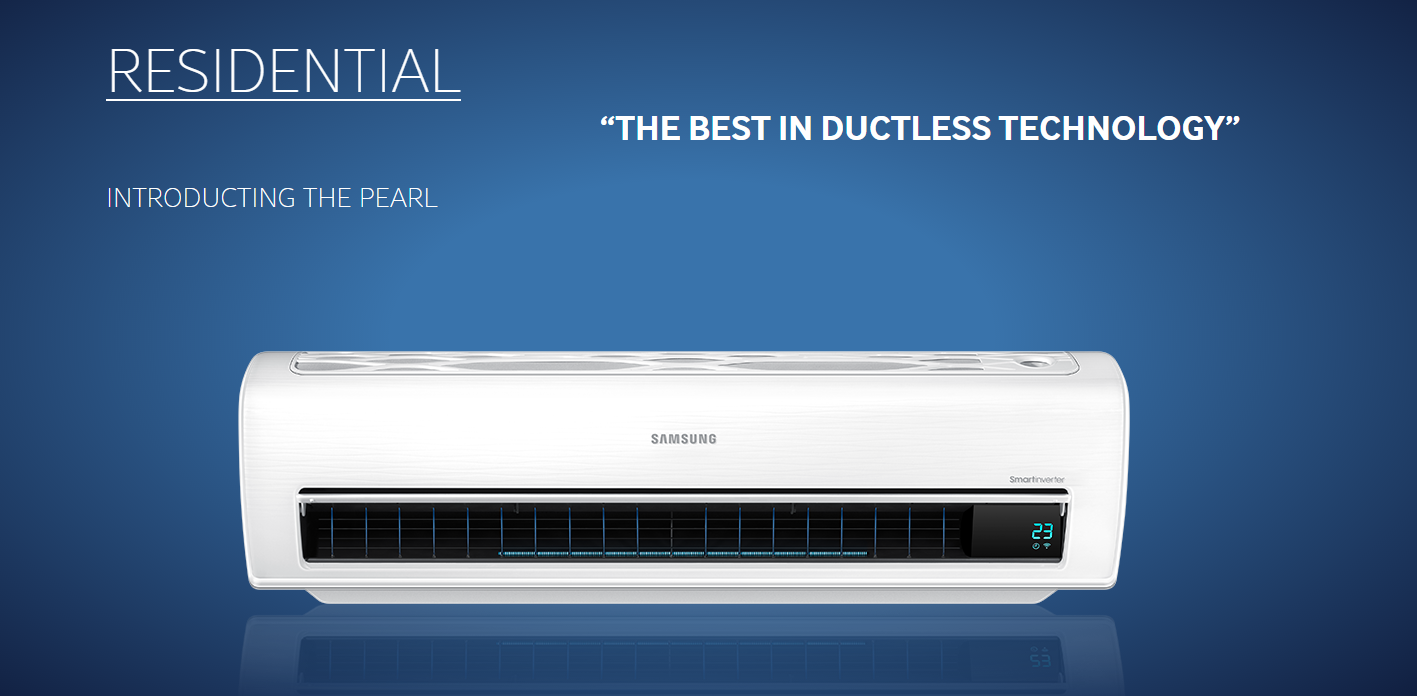 RESIDENTIAL
“THE BEST IN DUCTLESS TECHNOLOGY”
INTRODUCTING THE PEARL
SAMSUNG
Smartinverter
23